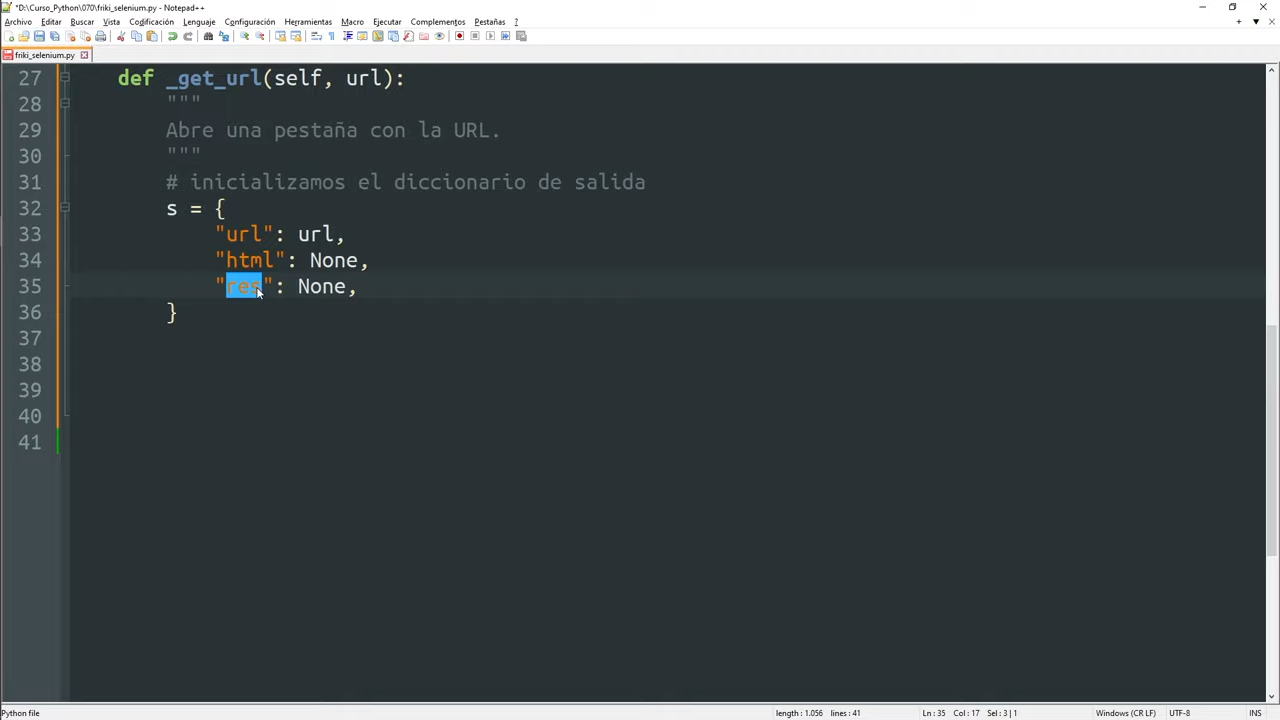 *D:\Curso_Python\070\friki_selenium.py - Notepad++
Archivo Editar Buscar Vista Codificación Lenguaje Configuración Herramientas Macro Ejecutar Complementos Pestañas ?
friki_selenium.py
27 def _get_url(self, url):
28 """
29 Abre una pestaña con la URL.
30 """
31 # inicializamos el diccionario de salida
32 s = {
33 "url": url,
34 "html": None,
35 "res": None,
36 }
37
38
39
40
41
Python file length : 1.056 lines : 41 Ln : 35 Col : 17 Sel : 3 | 1 Windows (CR LF) UTF-8 INS